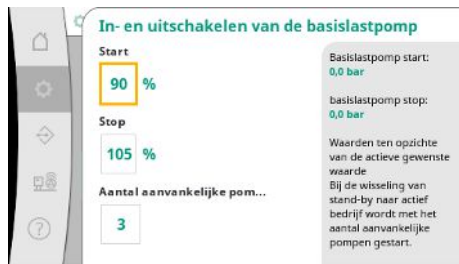 In- en uitschakelen van de basislastpomp
Start
90 %
Stop
105 %
Aantal aanvankelijke pom...
3
Basislastpomp start:
0,0 bar
basislastpomp stop:
0,0 bar
Waarden ten opzichte
van de actieve gewenste
waarde
Bij de wisseling van
stand-by naar actief
bedrijf wordt met het
aantal aanvankelijke
pompen gestart.
?